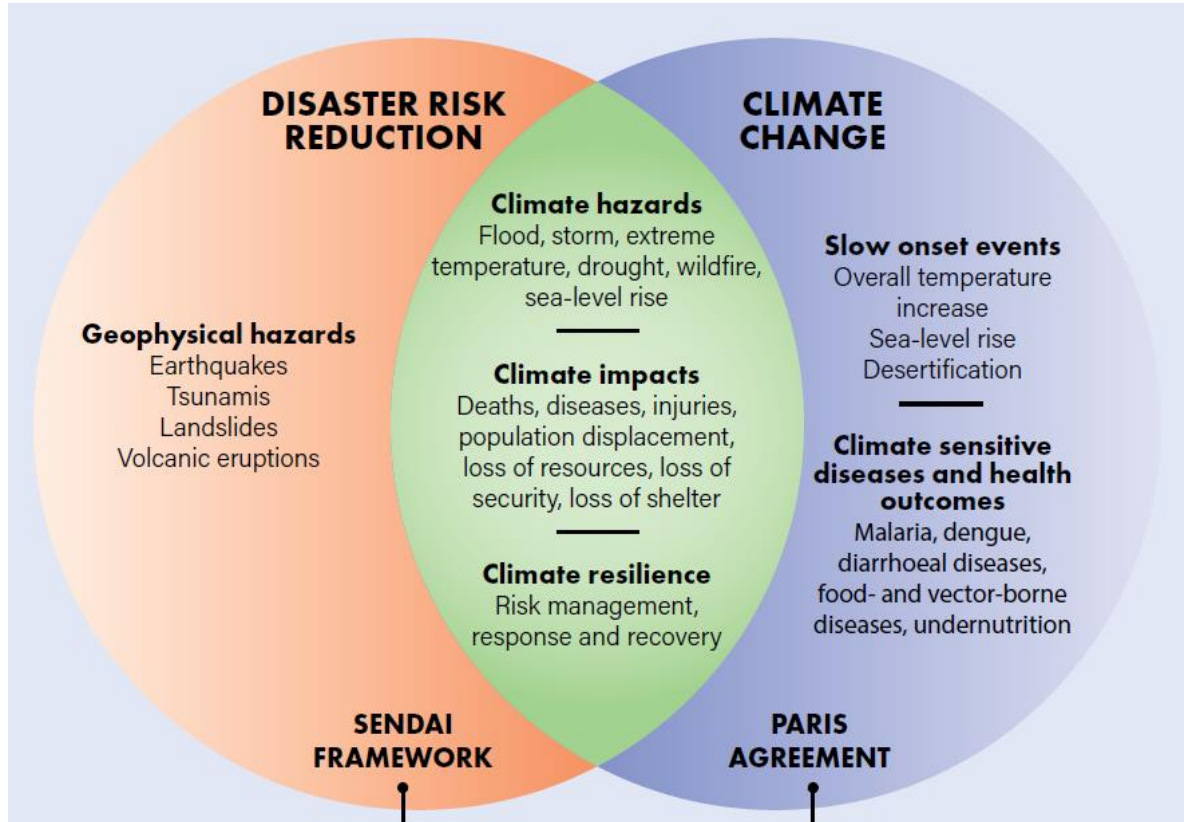 DISASTER RISK
REDUCTION
Geophysical hazards
Earthquakes
Tsunamis
Landslides
Volcanic eruptions
SENDAI
FRAMEWORK
Climate hazards
Flood, storm, extreme
temperature, drought, wildfire,
sea-level rise
Climate impacts
Deaths, diseases, injuries,
population displacement,
loss of resources, loss of
security, loss of shelter
Climate resilience
Risk management,
response and recovery
CLIMATE
CHANGE
Slow onset events
Overall temperature
increase
Sea-level rise
Desertification
Climate sensitive
diseases and health
outcomes
Malaria, dengue,
diarrhoeal diseases,
food- and vector-borne
diseases, undernutrition
PARIS
AGREEMENT